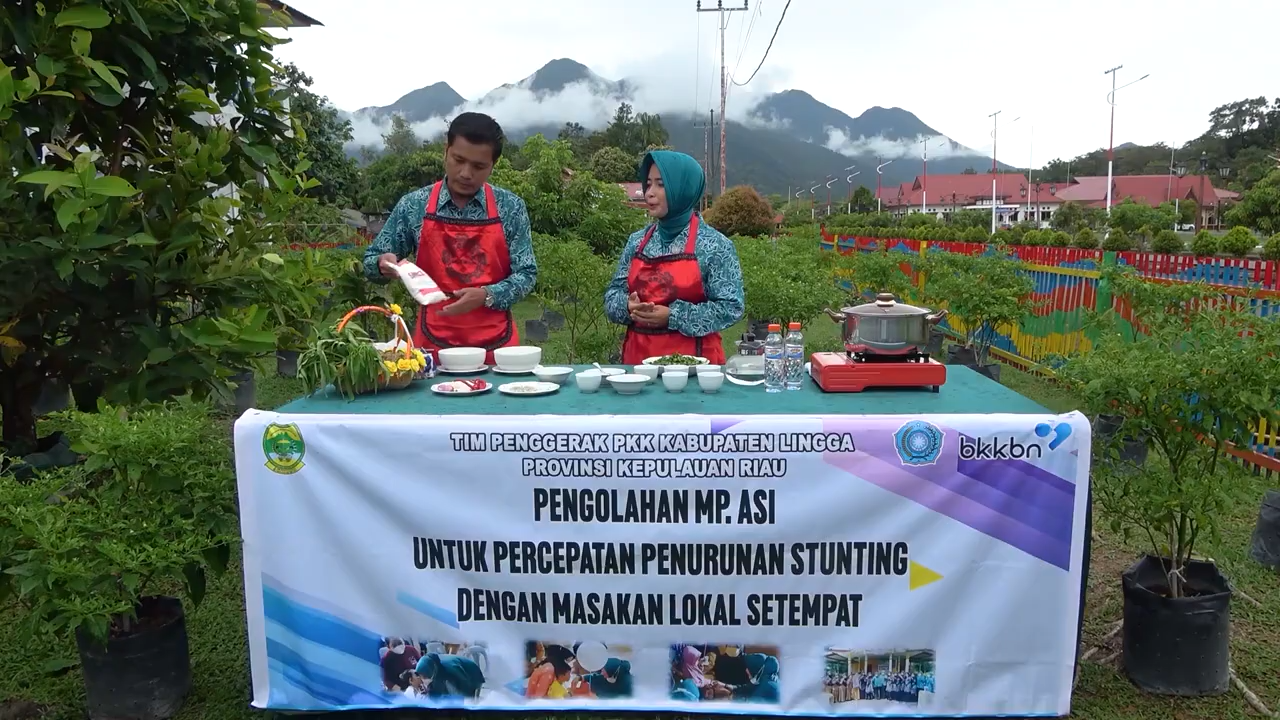 TIM PENGGERAK PKK KABUPATEN LINGGA
PROVINSI KEPULAUAN RIAU
bkkbn
PENGOLAHAN MP. ASI
UNTUK PERCEPATAN PENURUNAN STUNTING
DENGAN MASAKAN LOKAL SETEMPAT